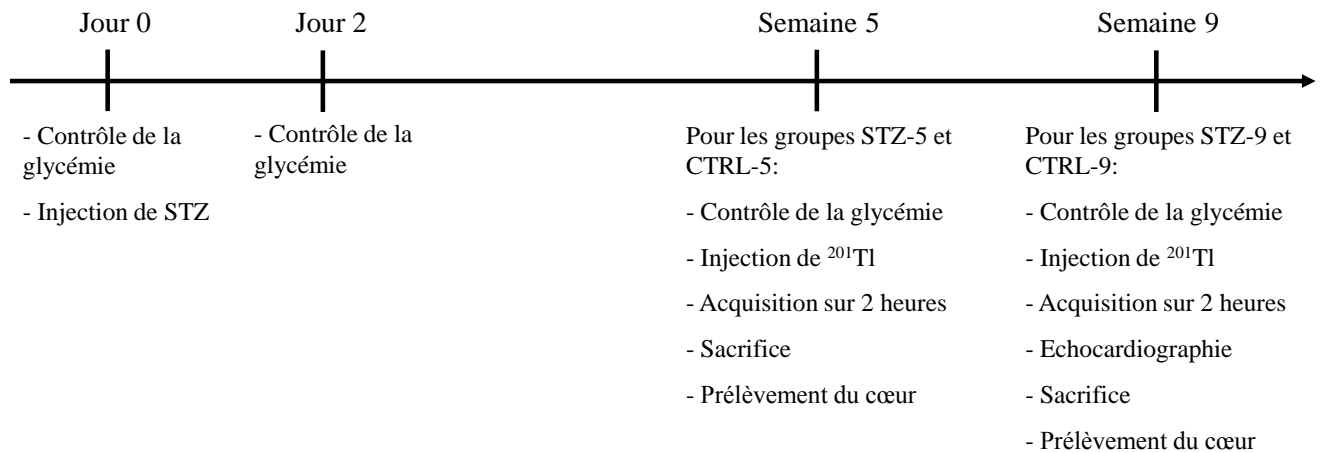 Jour 0
Jour 2
Semaine 5
Semaine 9
- Contrôle de la
glycémie
- Injection de STZ
- Contrôle de la
glycémie
Pour les groupes STZ-5 et
CTRL-5:
- Contrôle de la glycémie
- Injection de ²⁰¹Tl
- Acquisition sur 2 heures
- Sacrifice
- Prélèvement du cœur
Pour les groupes STZ-9 et
CTRL-9:
- Contrôle de la glycémie
- Injection de ²⁰¹Tl
- Acquisition sur 2 heures
- Echocardiographie
- Sacrifice
- Prélèvement du cœur